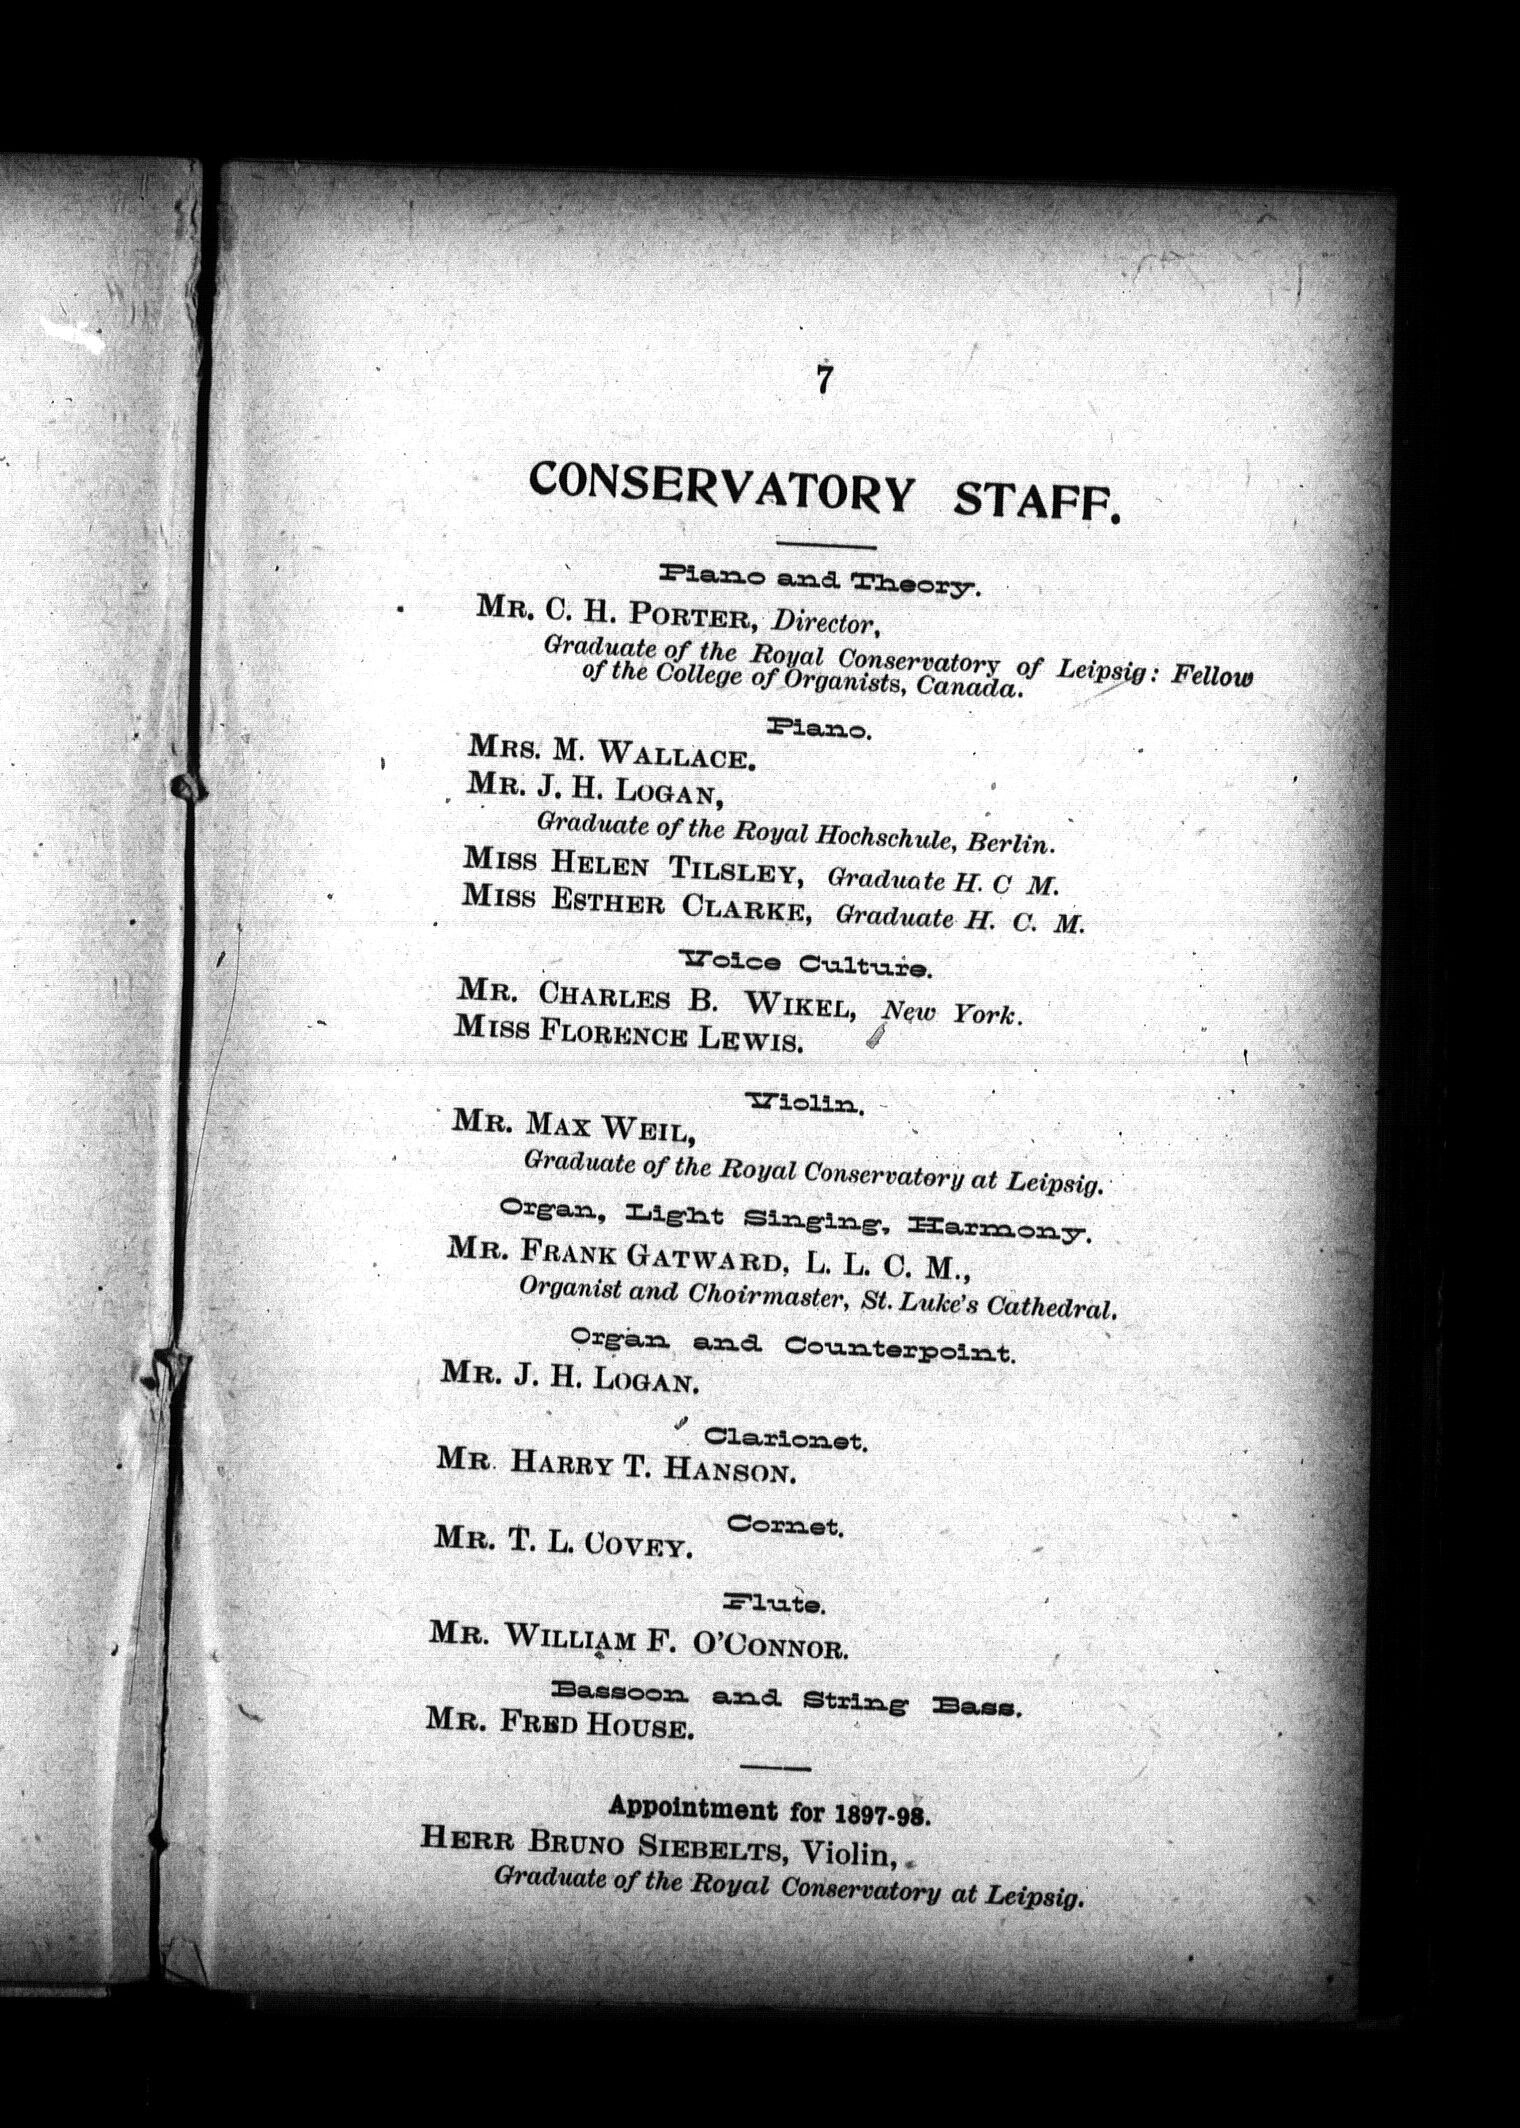 7
CONSERVATORY STAFF.
Piano and Theory.
MR. C. H. PORTER, Director,
Graduate of the Royal Conservatory of Leipsig: Fellow
of the College of Organists, Canada.
Piano.
MRS. M. WALLACE.
MR. J. H. LOGAN,
Graduate of the Royal Hochschule, Berlin.
MISS HELEN TILSLEY, Graduate H. C M.
MISS ESTHER CLARKE, Graduate H. C. M.
Voice Culture.
MR. CHARLES B. WIKEL, New York.
MISS FLORENCE LEWIS.
Violin.
MR. MAX WEIL,
Graduate of the Royal Conservatory at Leipsig.
Organ, Light Singing, Harmony.
MR. FRANK GATWARD, L. L. C. M.,
Organist and Choirmaster, St. Luke's Cathedral.
Organ and Counterpoint.
MR. J. H. LOGAN.
Clarionet.
MR. HARRY T. HANSON.
Cornet.
MR. T. L. COVEY.
Flute.
MR. WILLIAM F. O'CONNOR.
Bassoon and String Bass.
MR. FRED HOUSE.
Appointment for 1897-98.
HERR BRUNO SIEBELTS, Violin,
Graduate of the Royal Conservatory at Leipsig.